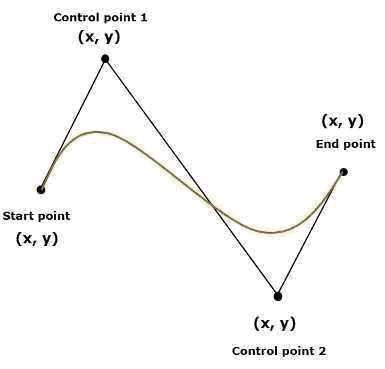 Control point 1
(x, y)
(x, y)
End point
Start point
(x, y)
(x, y)
Control point 2